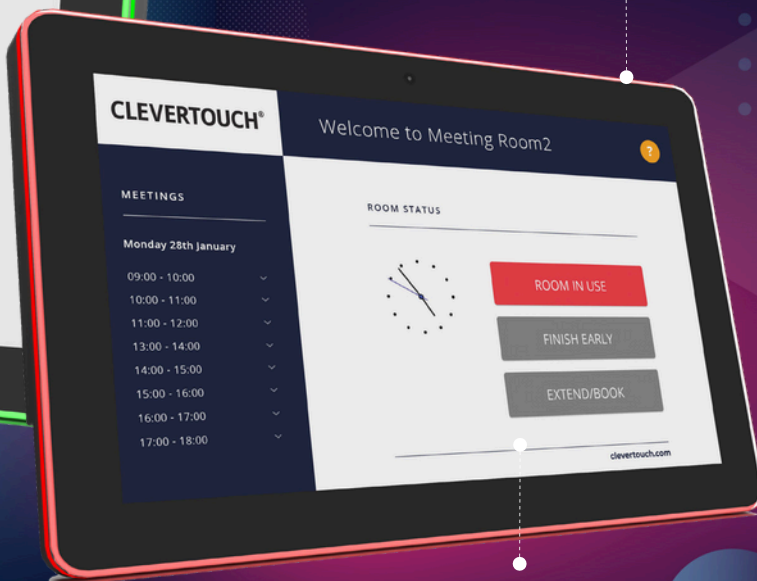 CLEVERTOUCH®
Welcome to Meeting Room2
?
MEETINGS
Monday 28th January
09:00 - 10:00
10:00 - 11:00
11:00 - 12:00
13:00 - 14:00
14:00 - 15:00
15:00 - 16:00
16:00 - 17:00
17:00 - 18:00
ROOM STATUS
ROOM IN USE
FINISH EARLY
EXTEND/BOOK
clevertouch.com